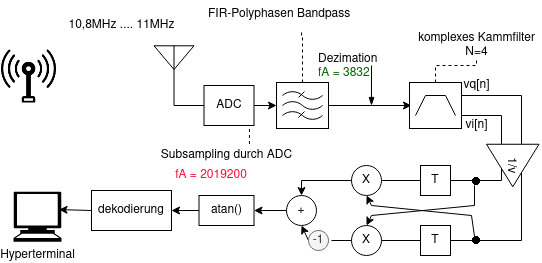 FIR-Polyphasen Bandpass
10,8MHz .... 11MHz
komplexes Kammfilter
N=4
Dezimation
fA = 3832
vq[n]
ADC
vi[n]
Subsampling durch ADC
fA = 2019200
1/v
X
T
dekodierung
atan()
+
-1
X
T
Hyperterminal